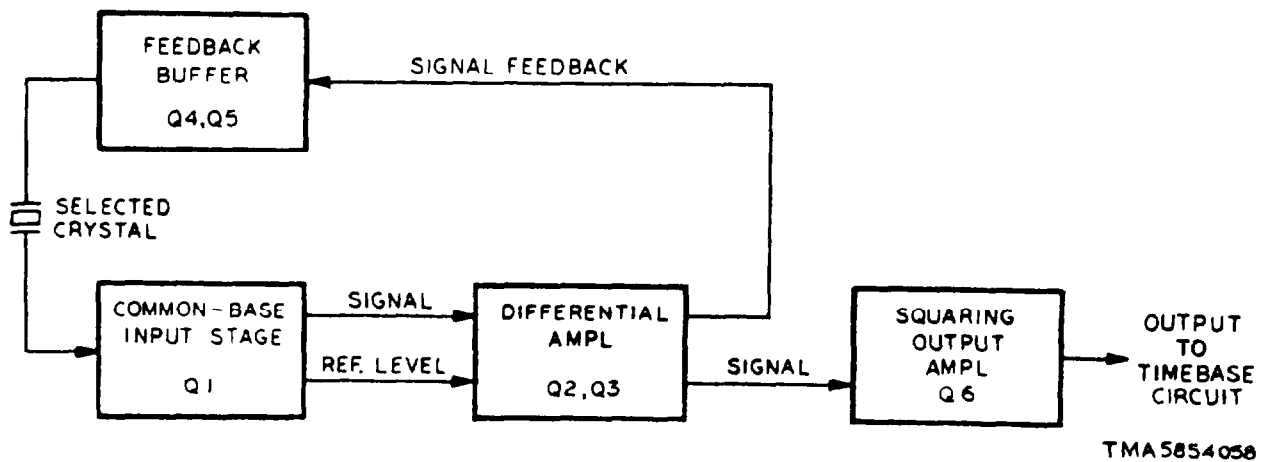 FEEDBACK
BUFFER
Q4,Q5
SIGNAL FEEDBACK
SELECTED
CRYSTAL
COMMON-BASE
INPUT STAGE
Q1
SIGNAL
REF. LEVEL
DIFFERENTIAL
AMPL
Q2,Q3
SIGNAL
SQUARING
OUTPUT
AMPL
Q6
OUTPUT
TO
TIMEBASE
CIRCUIT
TMA5854058